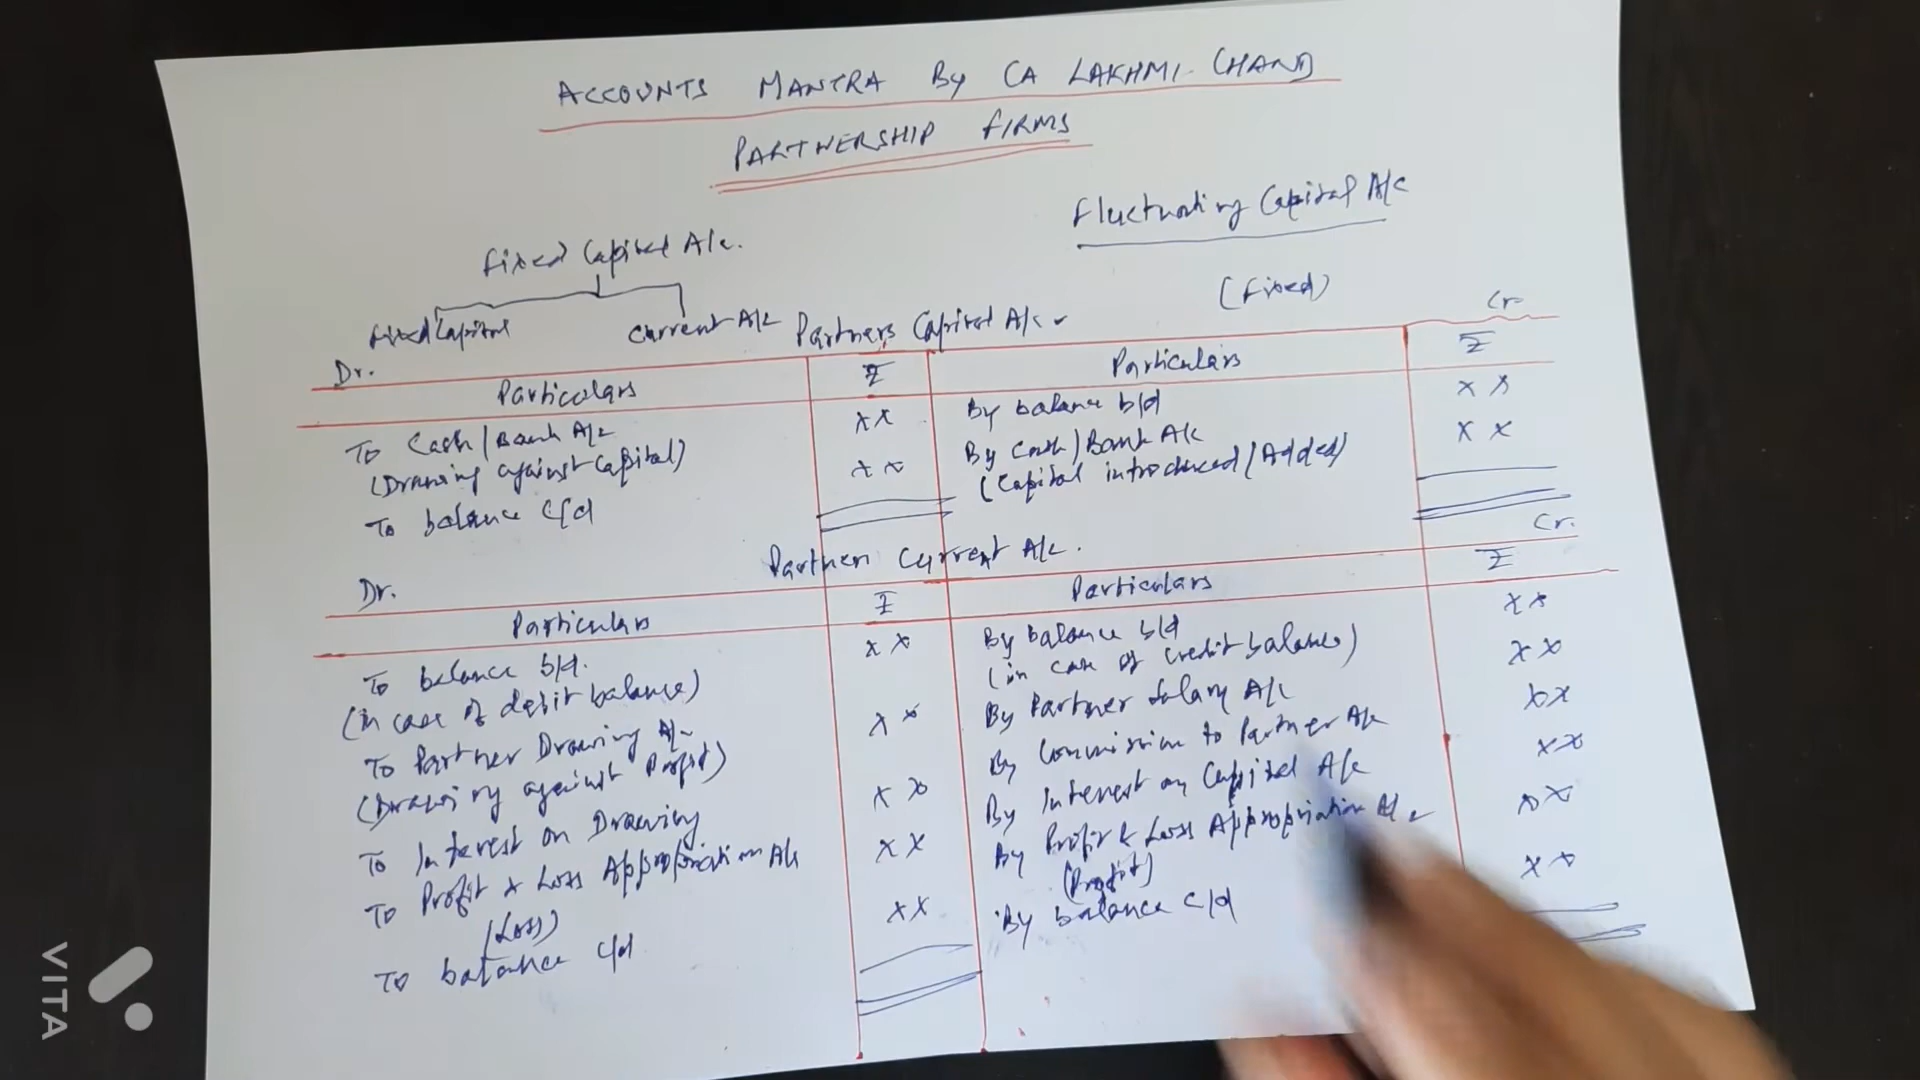 ACCOUNTS MANTRA By CA LAKHMI CHAND
PARTNERSHIP FIRMS
Fluctuating Capital A/c
Fixed Capital A/c.
Fixed Capital
Current A/c
Partners Capital A/c
(Fixed)
Dr.
Cr.
Particulars ₹ Particulars ₹
To Cash/Bank A/c xx By balance b/d xx
(Drawing against Capital) xx By Cash/Bank A/c xx
To balance c/d (Capital introduced/Added)
Partner Current A/c.
Dr.
Cr.
Particulars ₹ Particulars ₹
To balance b/d. xx By balance b/d xx
(in case of debit balance) (in case of credit balance)
To Partner Drawing A/c xx By Partner Salary A/c xx
(Drawing against Profit) By Commission to Partner A/c xx
To Interest on Drawing xx By Interest on Capital A/c xx
To Profit & Loss Appropriation A/c xx By Profit & Loss Appropriation A/c xx
(Loss) (Profit)
To balance c/d xx By balance c/d xx
VITA